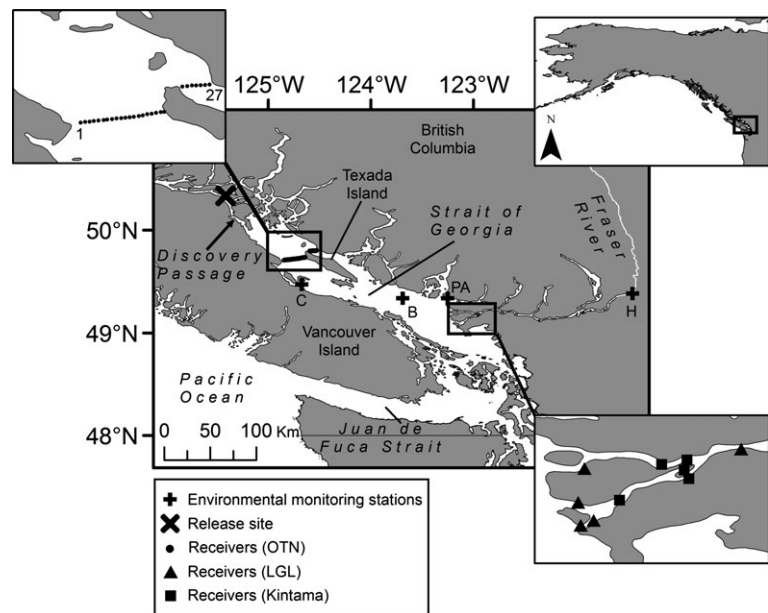 125°W
124°W
123°W
27
1
N
British
Columbia
Texada
Island
Strait of
Georgia
Fraser
River
50°N
Discovery
Passage
C
B
PA
H
49°N
Vancouver
Island
Pacific
Ocean
Juan de
Fuca Strait
48°N
0 25 50 100 Km
Environmental monitoring stations
Release site
Receivers (OTN)
Receivers (LGL)
Receivers (Kintama)